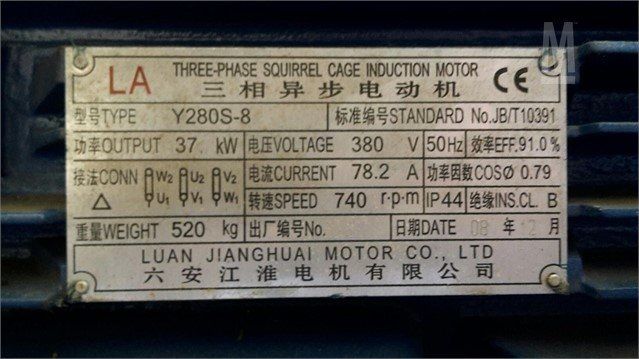 LA THREE-PHASE SQUIRREL CAGE INDUCTION MOTOR CE
三相异步电动机
型号TYPE Y280S-8 标准编号STANDARD No.JB/T10391
功率OUTPUT 37 kW 电压VOLTAGE 380 V 50Hz 效率EFF.91.0%
接法CONN W2 U2 V2 电流CURRENT 78.2 A 功率因数COSØ 0.79
△ U1 V1 W1 转速SPEED 740 r·p·m IP44 绝缘INS.CL. B
重量WEIGHT 520 kg 出厂编号No. 日期DATE 08 年 12 月
LUAN JIANGHUAI MOTOR CO., LTD
六安江淮电机有限公司